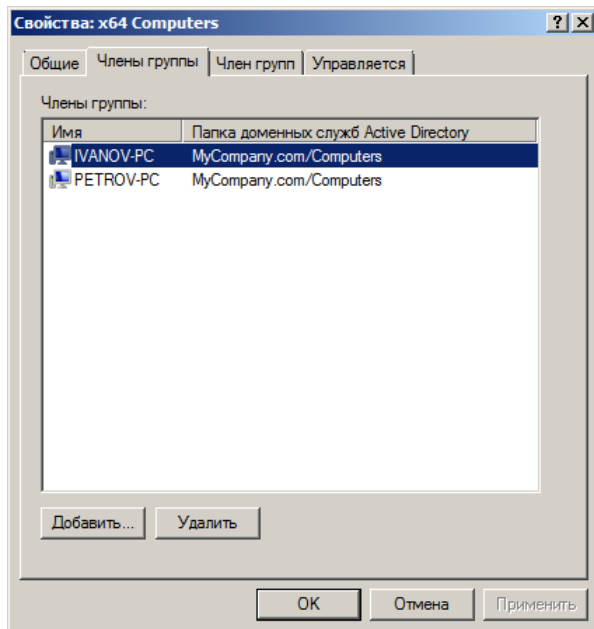 Свойства: x64 Computers
Общие Члены группы Член групп Управляется
Члены группы:
Имя Папка доменных служб Active Directory
IVANOV-PC MyCompany.com/Computers
PETROV-PC MyCompany.com/Computers
Добавить... Удалить
OK Отмена Применить